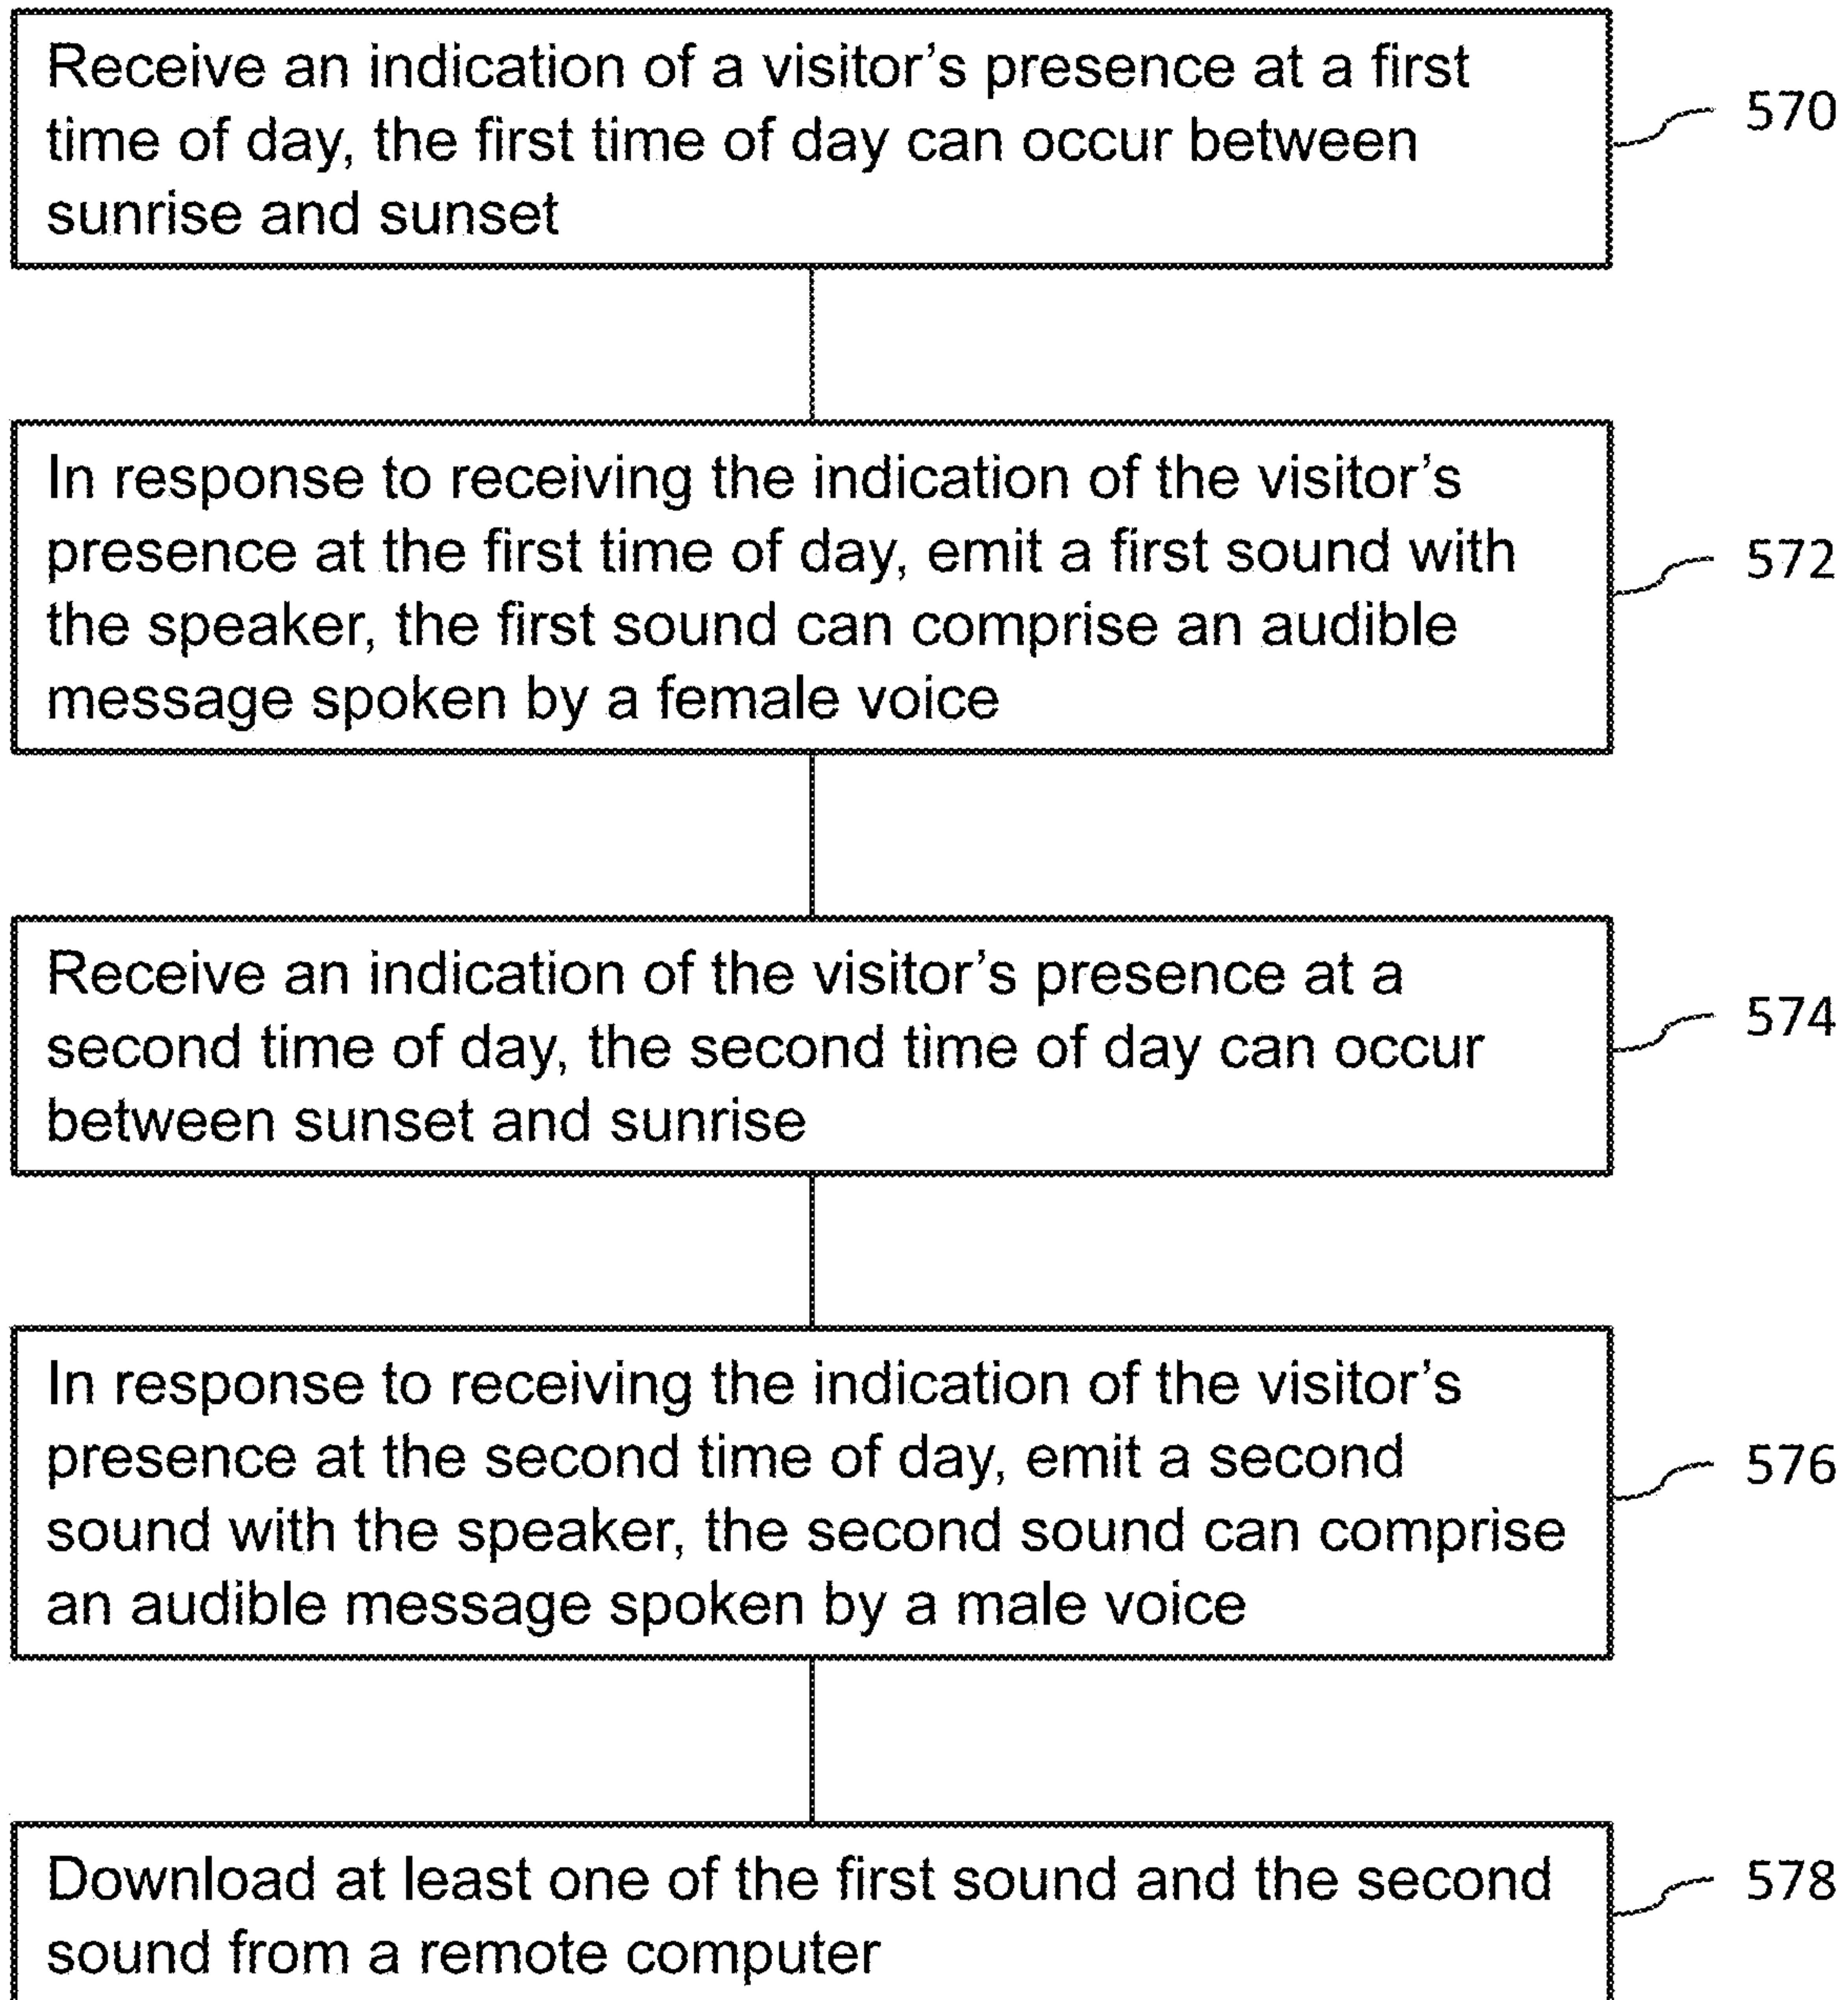 Receive an indication of a visitor's presence at a first
time of day, the first time of day can occur between
sunrise and sunset
570
In response to receiving the indication of the visitor's
presence at the first time of day, emit a first sound with
the speaker, the first sound can comprise an audible
message spoken by a female voice
572
Receive an indication of the visitor's presence at a
second time of day, the second time of day can occur
between sunset and sunrise
574
In response to receiving the indication of the visitor's
presence at the second time of day, emit a second
sound with the speaker, the second sound can comprise
an audible message spoken by a male voice
576
Download at least one of the first sound and the second
sound from a remote computer
578